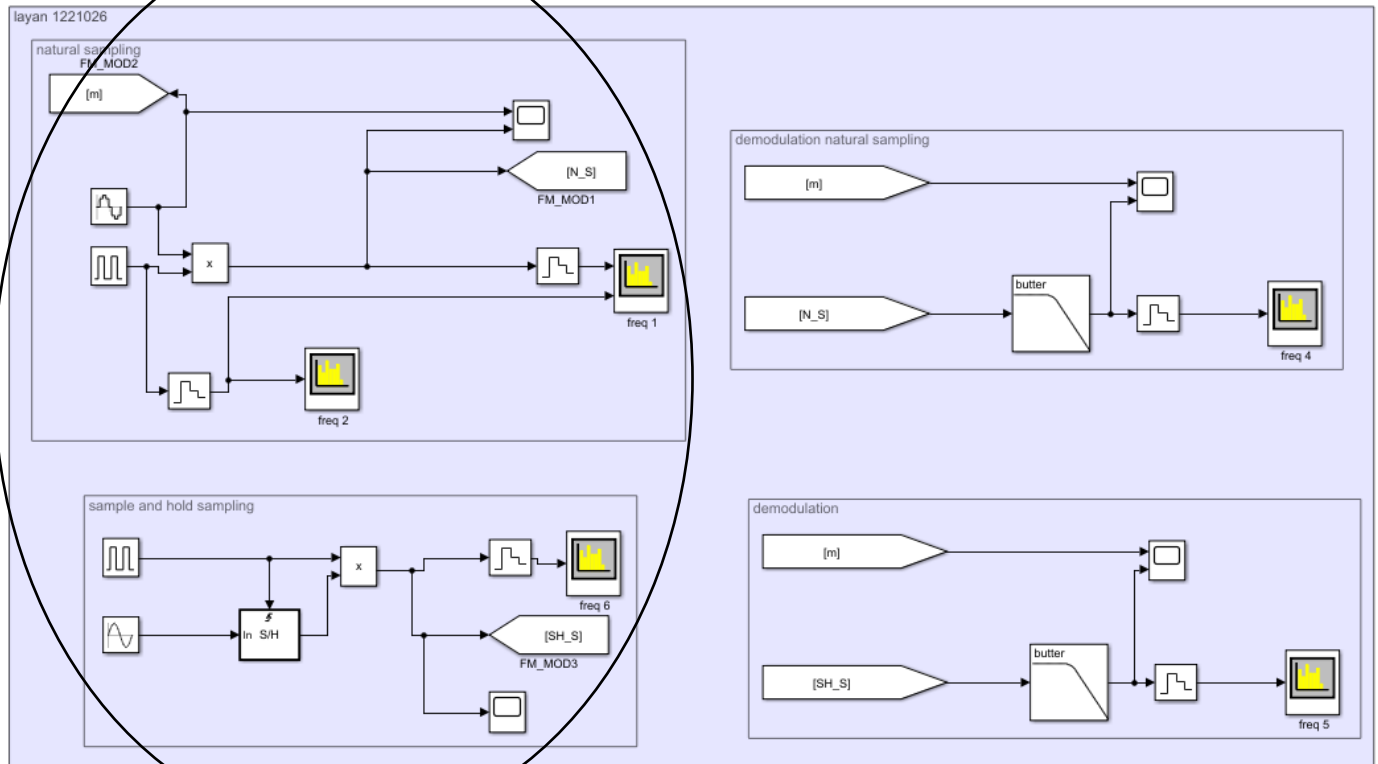 layan 1221026
natural sampling
FM_MOD2
[m]
[N_S]
FM_MOD1
x
freq 1
freq 2
demodulation natural sampling
[m]
butter
[N_S]
freq 4
sample and hold sampling
x
freq 6
In S/H
[SH_S]
FM_MOD3
demodulation
[m]
butter
[SH_S]
freq 5